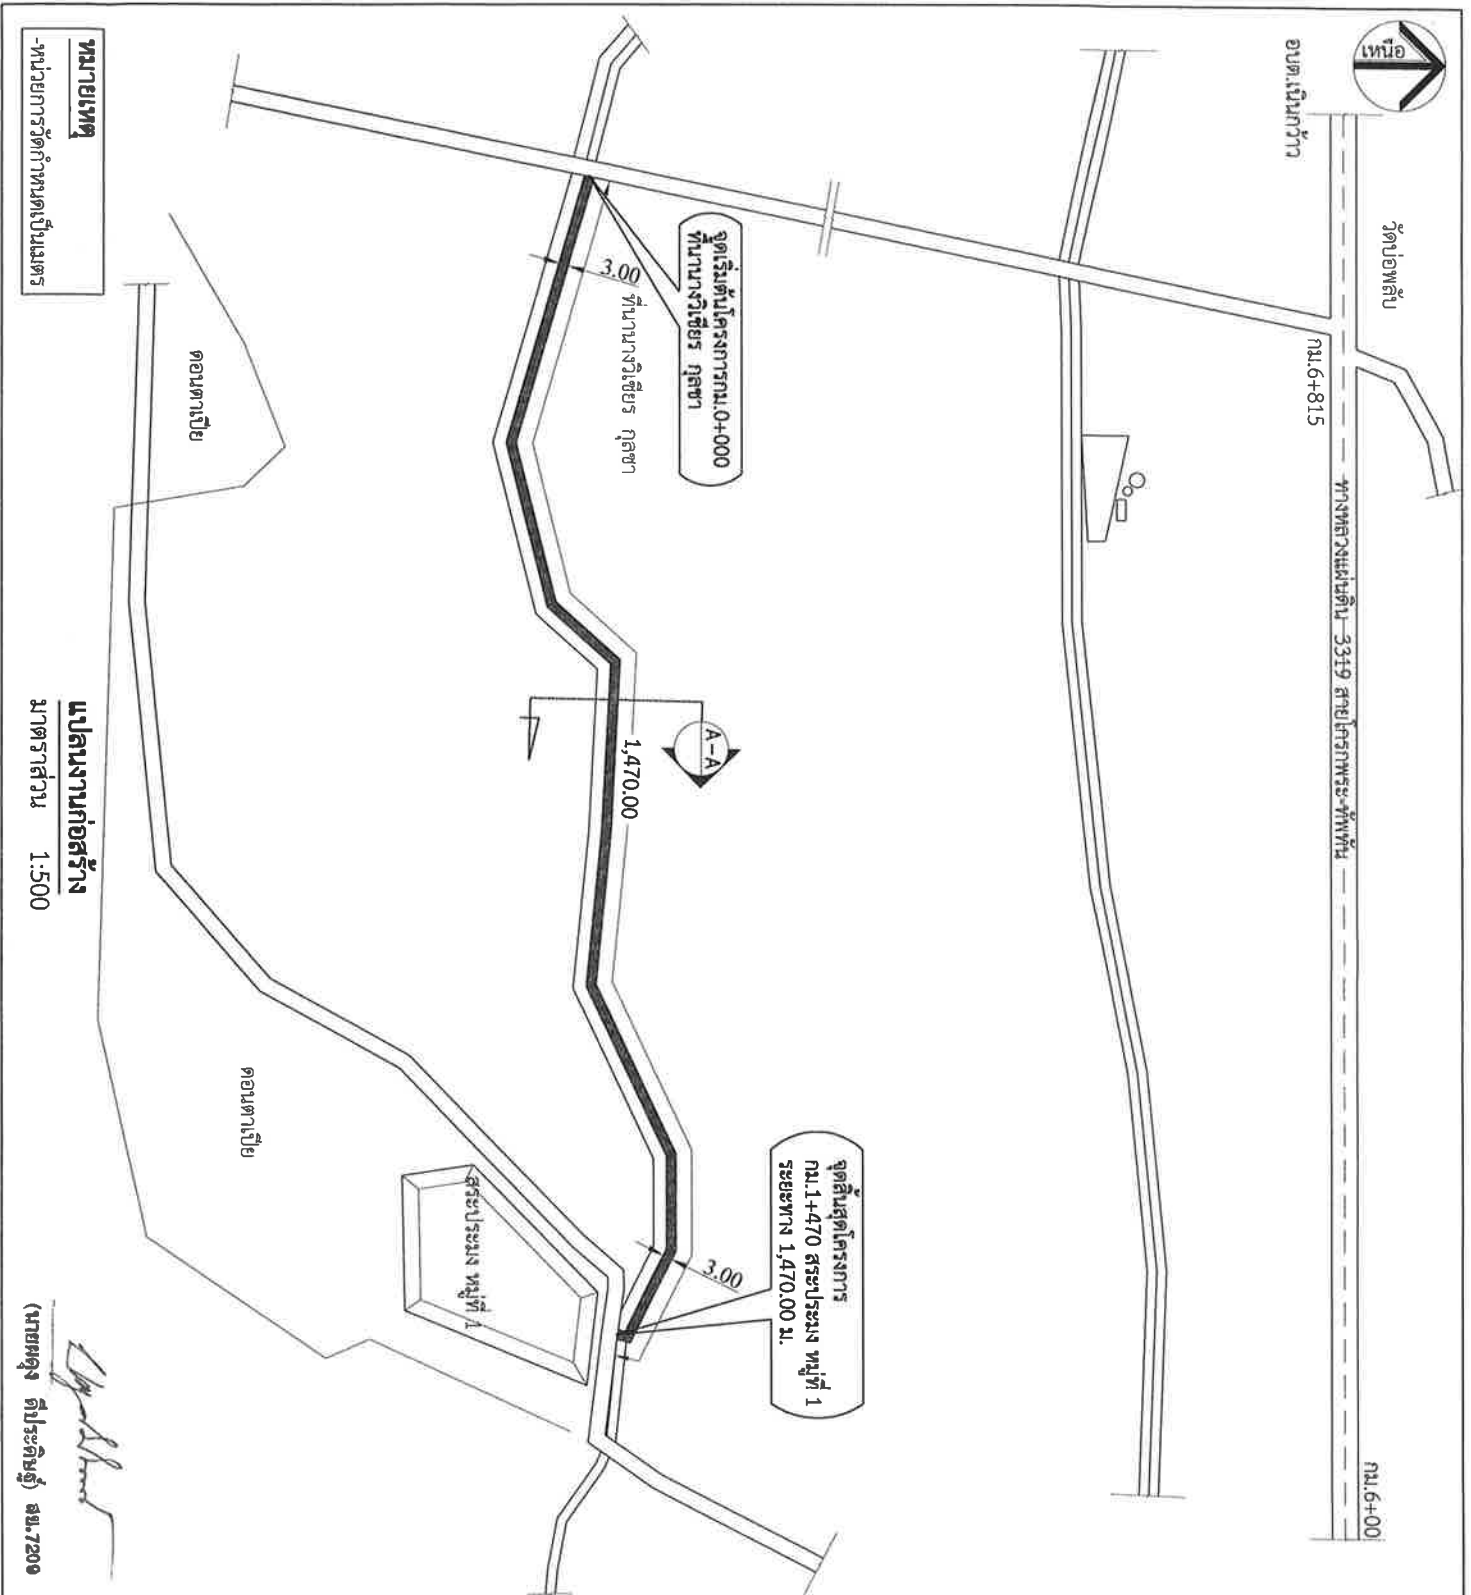 เหนือ
อบต.เนินกว้าว
วัดบ่อพลับ
กม.6+815
ทางหลวงแผ่นดิน 3319 สายโกรกพระ-ทัพทัน
กม.6+00
จุดเริ่มต้นโครงการกม.0+000
ที่นานางวิเชียร กุลชา
3.00
ที่นานางวิเชียร กุลชา
A-A
1,470.00
จุดสิ้นสุดโครงการ
กม.1+470 สระประมง หมู่ที่ 1
ระยะทาง 1,470.00 ม.
3.00
สระประมง หมู่ที่ 1
ดอนตาเปีย
ดอนตาเปีย
หมายเหตุ
-หน่วยการวัดกำหนดเป็นเมตร
แปลนงานก่อสร้าง
มาตราส่วน 1:500
(นายผดุง ดีประดิษฐ์) สย.7209